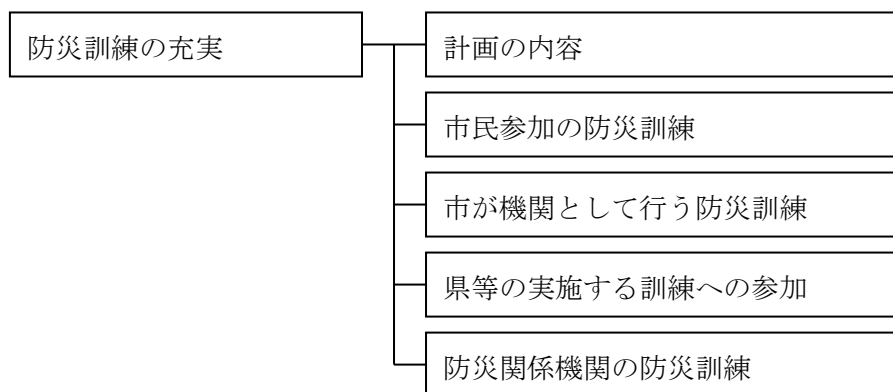 防災訓練の充実
計画の内容
市民参加の防災訓練
市が機関として行う防災訓練
県等の実施する訓練への参加
防災関係機関の防災訓練